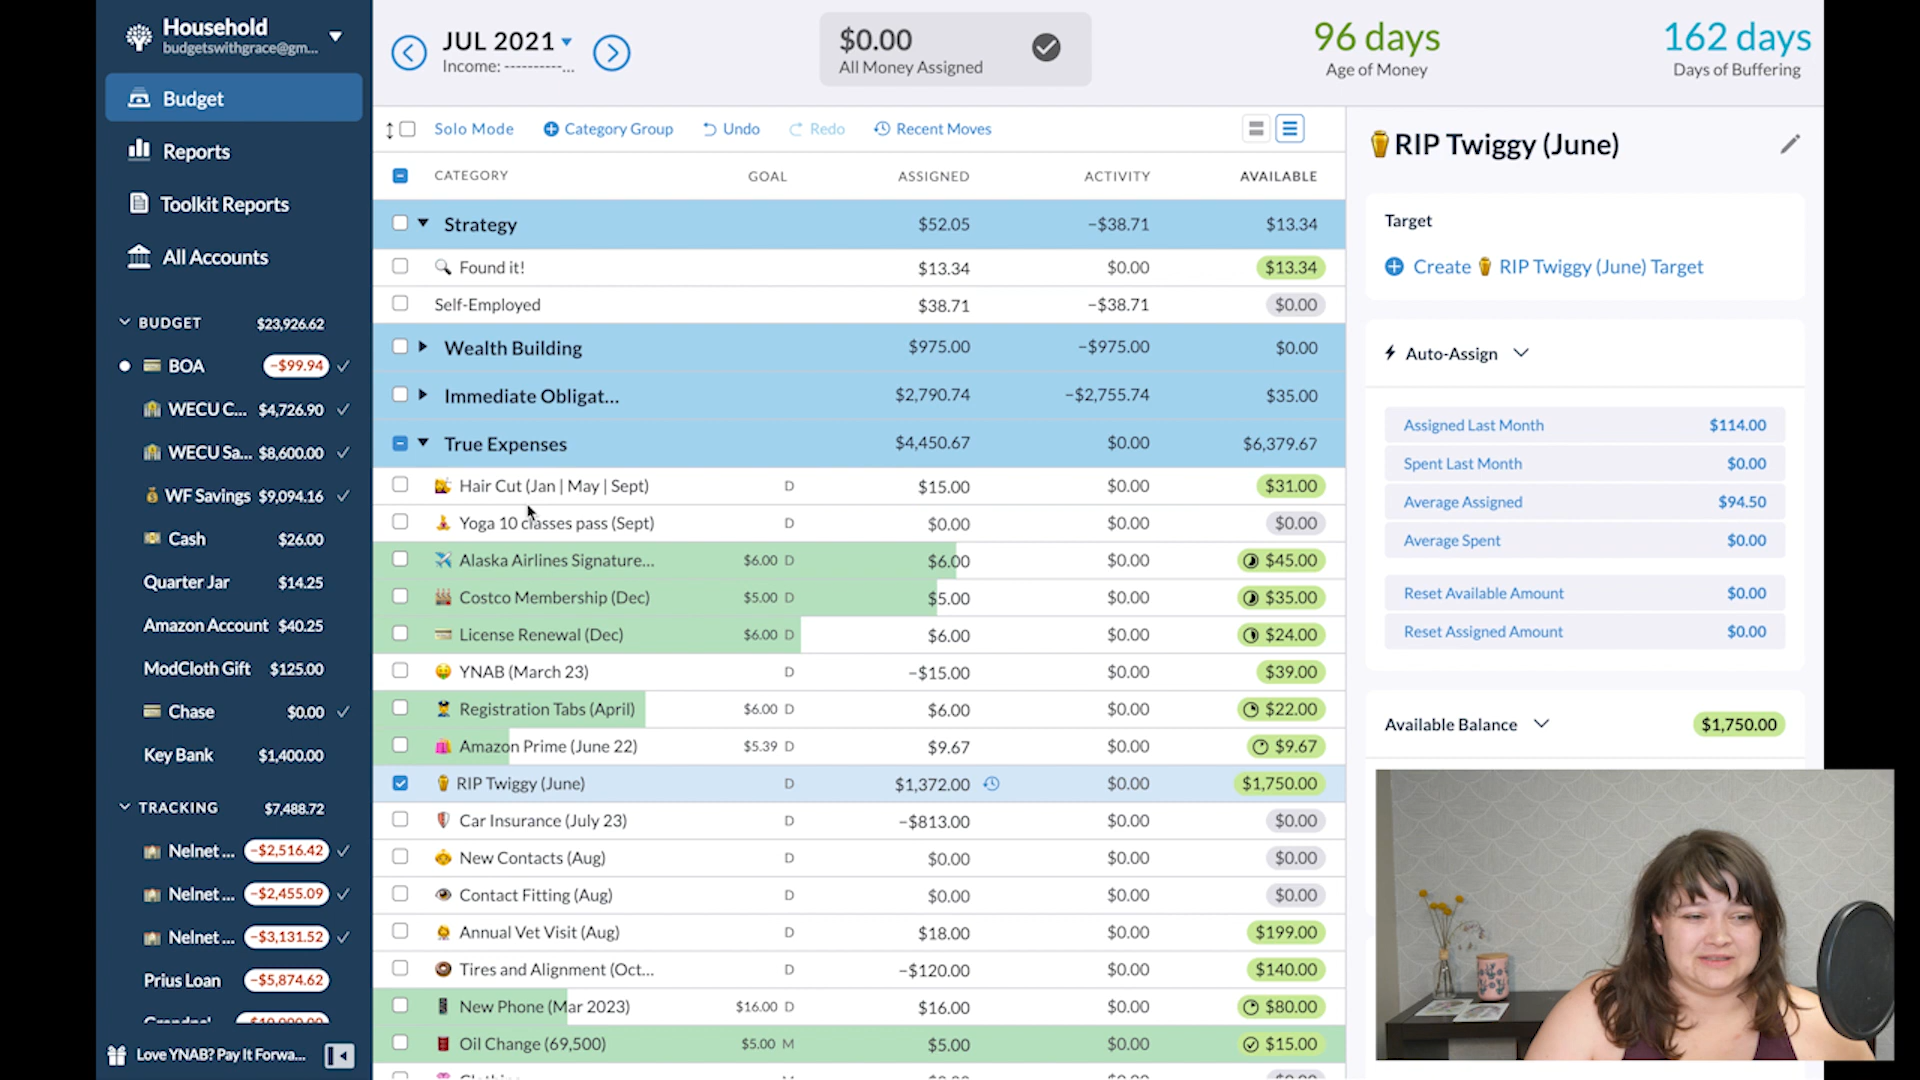 Household
budgetswithgrace@gm...
Budget
Reports
Toolkit Reports
All Accounts
BUDGET $23,926.62
BOA -$99.94
WECU C... $4,726.90
WECU Sa... $8,600.00
WF Savings $9,094.16
Cash $26.00
Quarter Jar $14.25
Amazon Account $40.25
ModCloth Gift $125.00
Chase $0.00
Key Bank $1,400.00
TRACKING $7,488.72
Nelnet ... -$2,516.42
Nelnet ... -$2,455.09
Nelnet ... -$3,131.52
Prius Loan -$5,874.62
Love YNAB? Pay It Forwa...
JUL 2021
Income: ----------...
$0.00
All Money Assigned
96 days
Age of Money
162 days
Days of Buffering
Solo Mode Category Group Undo Redo Recent Moves
CATEGORY GOAL ASSIGNED ACTIVITY AVAILABLE
Strategy $52.05 -$38.71 $13.34
Found it! $13.34 $0.00 $13.34
Self-Employed $38.71 -$38.71 $0.00
Wealth Building $975.00 -$975.00 $0.00
Immediate Obligat... $2,790.74 -$2,755.74 $35.00
True Expenses $4,450.67 $0.00 $6,379.67
Hair Cut (Jan | May | Sept) D $15.00 $0.00 $31.00
Yoga 10 classes pass (Sept) D $0.00 $0.00 $0.00
Alaska Airlines Signature... $6.00 D $6.00 $0.00 $45.00
Costco Membership (Dec) $5.00 D $5.00 $0.00 $35.00
License Renewal (Dec) $6.00 D $6.00 $0.00 $24.00
YNAB (March 23) D -$15.00 $0.00 $39.00
Registration Tabs (April) $6.00 D $6.00 $0.00 $22.00
Amazon Prime (June 22) $5.39 D $9.67 $0.00 $9.67
RIP Twiggy (June) D $1,372.00 $0.00 $1,750.00
Car Insurance (July 23) D -$813.00 $0.00 $0.00
New Contacts (Aug) D $0.00 $0.00 $0.00
Contact Fitting (Aug) D $0.00 $0.00 $0.00
Annual Vet Visit (Aug) D $18.00 $0.00 $199.00
Tires and Alignment (Oct... D -$120.00 $0.00 $140.00
New Phone (Mar 2023) $16.00 D $16.00 $0.00 $80.00
Oil Change (69,500) $5.00 M $5.00 $0.00 $15.00
RIP Twiggy (June)
Target
Create RIP Twiggy (June) Target
Auto-Assign
Assigned Last Month $114.00
Spent Last Month $0.00
Average Assigned $94.50
Average Spent $0.00
Reset Available Amount $0.00
Reset Assigned Amount $0.00
Available Balance $1,750.00